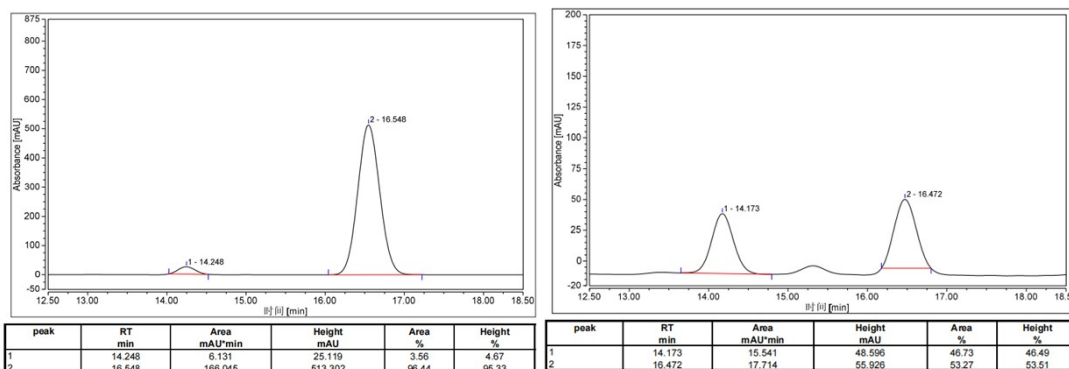 875
800
700
600
500
400
300
200
100
0
-50
Absorbance [mAU]
1 - 14.248
2 - 16.548
12.50 13.00 14.00 15.00 16.00 17.00 18.50
时间 [min]
peak RT Area Height Area Height
min mAU*min mAU % %
1 14.248 6.131 25.119 3.56 4.67
2 16.548 166.045 513.302 96.44 95.33
200
175
150
125
100
75
50
25
0
-20
Absorbance [mAU]
1 - 14.173
2 - 16.472
12.50 13.00 14.00 15.00 16.00 17.00 18.00 18.50
时间 [min]
peak RT Area Height Area Height
min mAU*min mAU % %
1 14.173 15.541 48.596 46.73 46.49
2 16.472 17.714 55.926 53.27 53.51